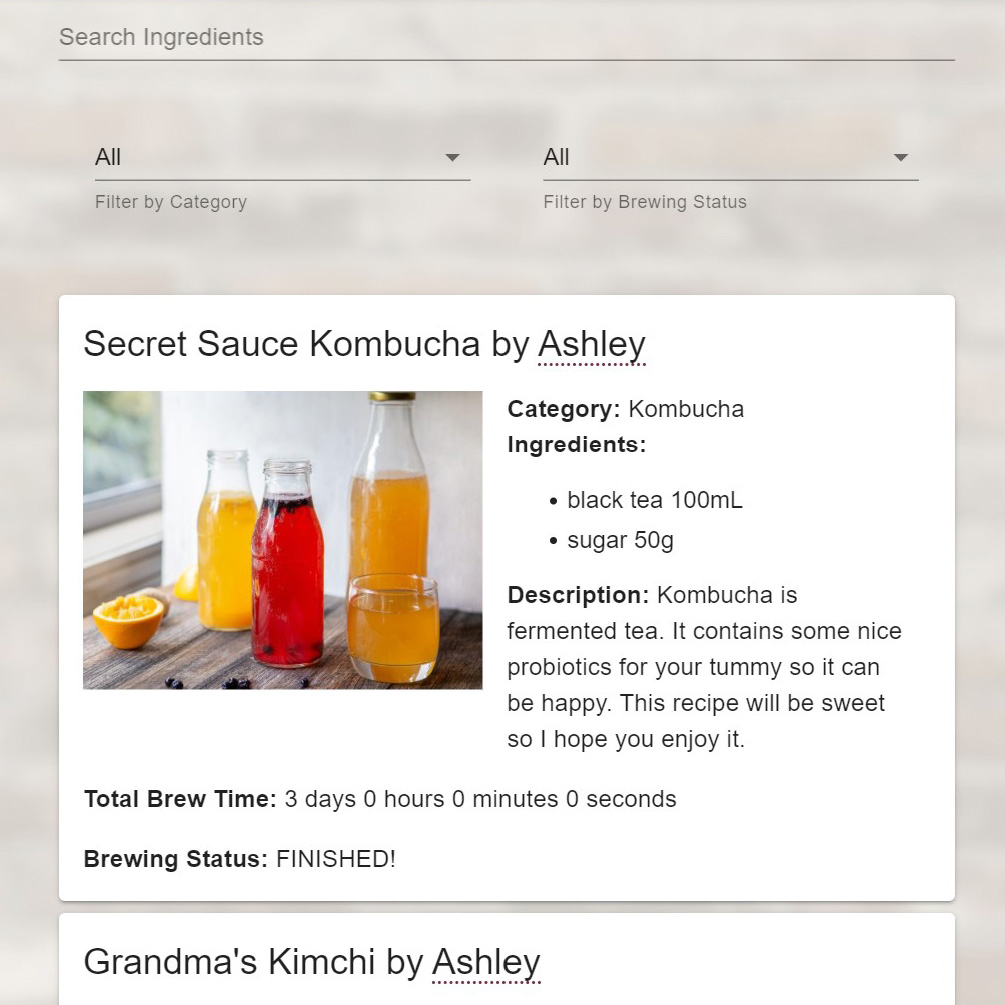 Search Ingredients
All
All
Filter by Category
Filter by Brewing Status
Secret Sauce Kombucha by Ashley
Category: Kombucha
Ingredients:
• black tea 100mL
• sugar 50g
Description: Kombucha is
fermented tea. It contains some nice
probiotics for your tummy so it can
be happy. This recipe will be sweet
so I hope you enjoy it.
Total Brew Time: 3 days 0 hours 0 minutes 0 seconds
Brewing Status: FINISHED!
Grandma's Kimchi by Ashley